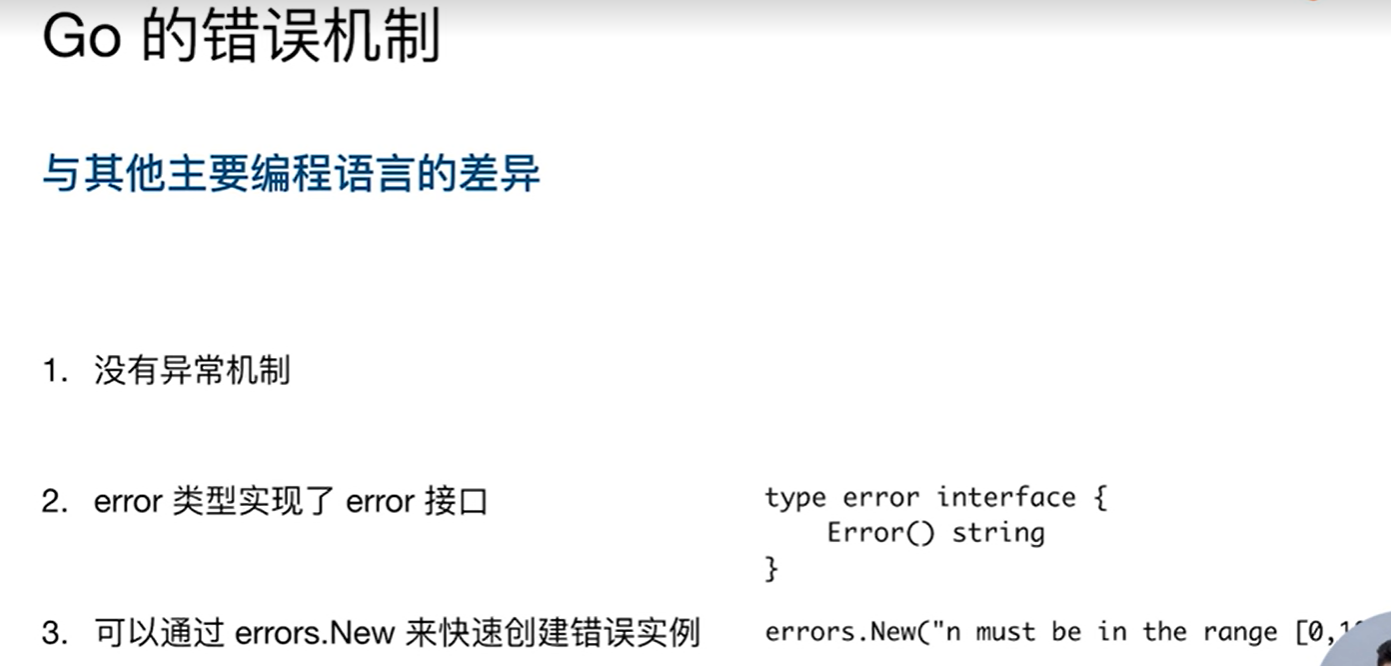 Go 的错误机制
与其他主要编程语言的差异
1. 没有异常机制
2. error 类型实现了 error 接口
type error interface {
Error() string
}
3. 可以通过 errors.New 来快速创建错误实例
errors.New("n must be in the range [0,